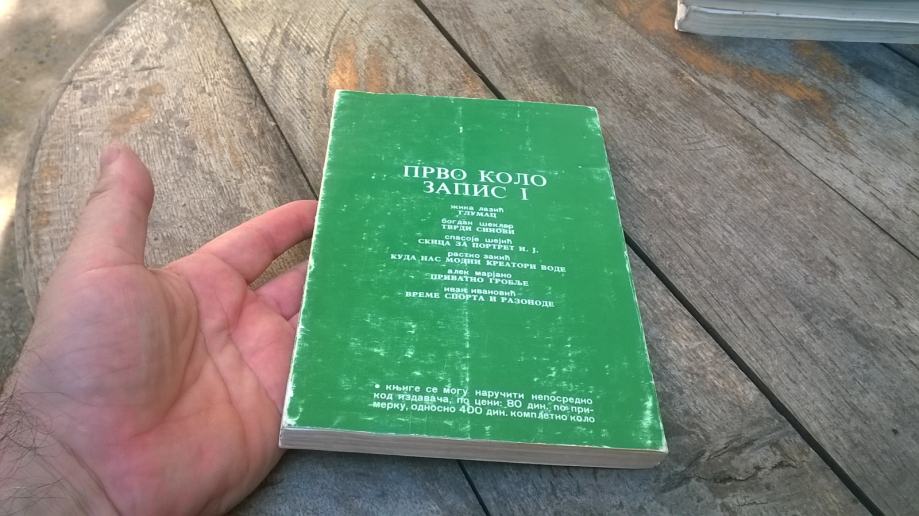 ПРВО КОЛО
ЗАПИС I
жика лазић
ГЛУМАЦ
богдан шеклер
ТВРДИ СИНОВИ
спасоје шејић
СКИЦА ЗА ПОРТРЕТ И. Ј.
растко закић
КУДА НАС МОДНИ КРЕАТОРИ ВОДЕ
алек марјано
ПРИВАТНО ГРОБЉЕ
иван ивановић
ВРЕМЕ СПОРТА И РАЗОНОДЕ
• књиге се могу наручити непосредно
код издавача, по цени: 80 дин. по при-
мерку, односно 400 дин. комплетно коло